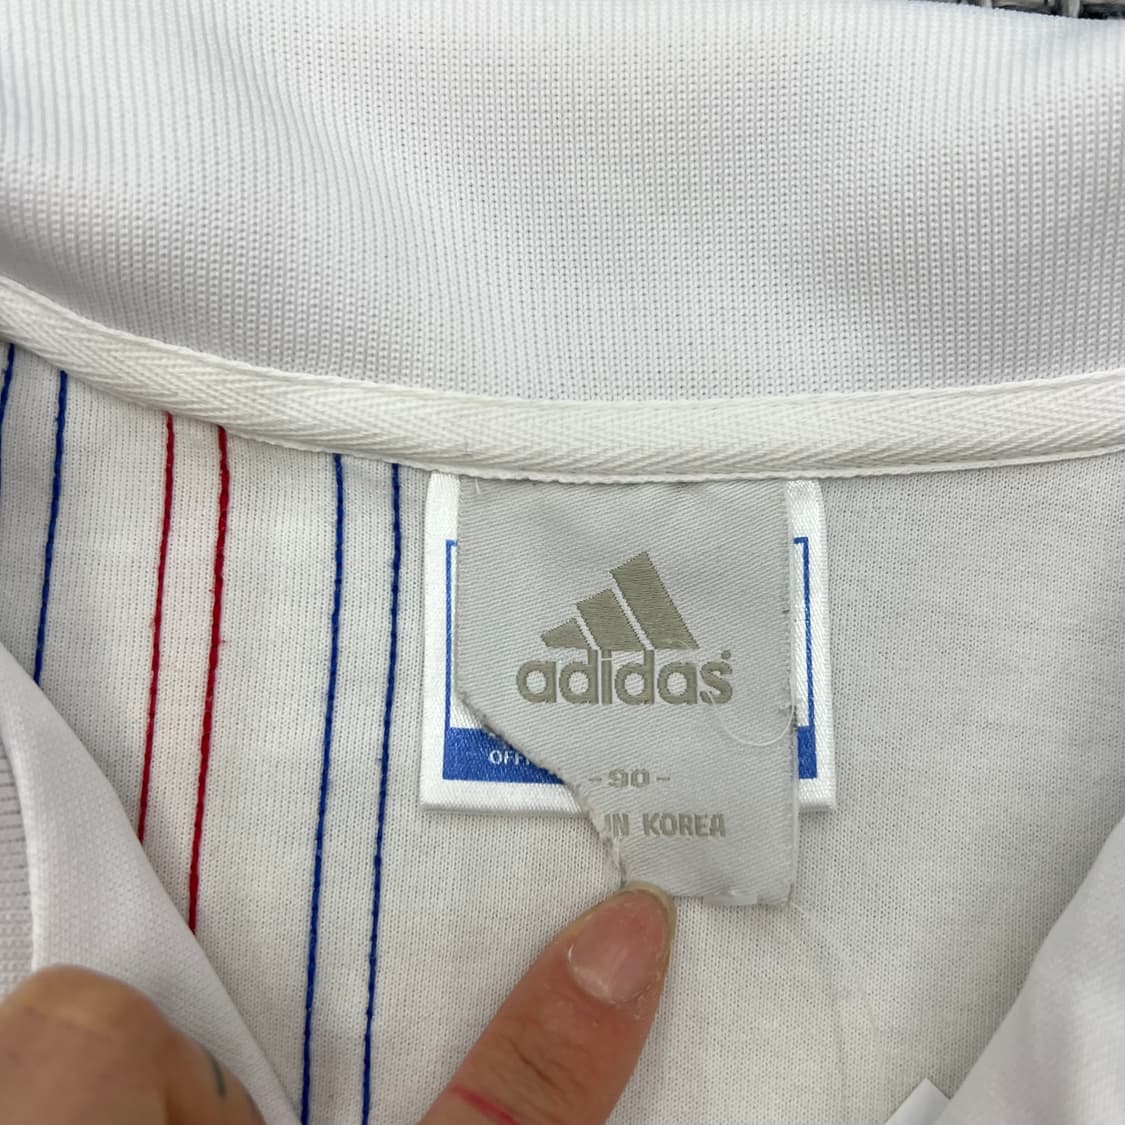 adidas
- 90 -
IN KOREA
OFF